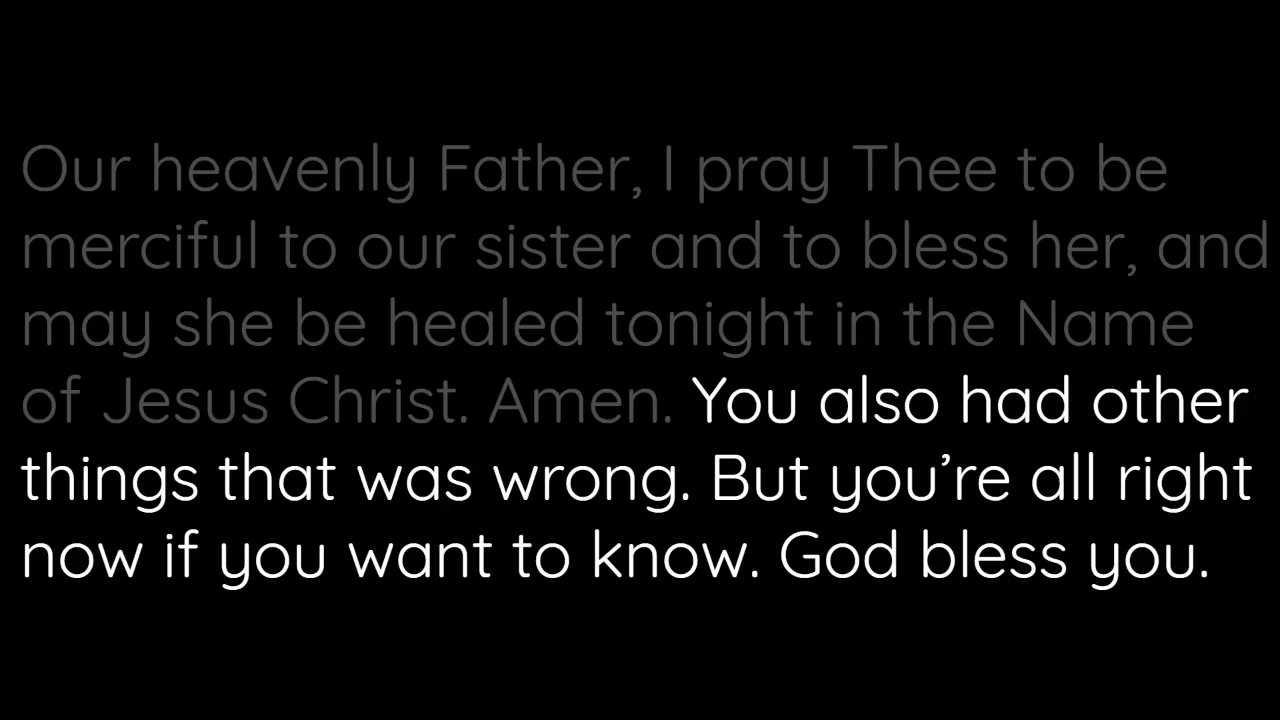 Our heavenly Father, I pray Thee to be
merciful to our sister and to bless her, and
may she be healed tonight in the Name
of Jesus Christ. Amen. You also had other
things that was wrong. But you’re all right
now if you want to know. God bless you.